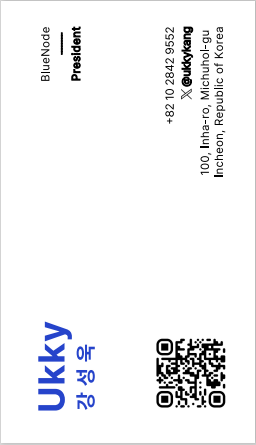 Ukky
강성욱
BlueNode
President
+82 10 2842 9552
𝕏 @ukkykang
100, Inha-ro, Michuhol-gu
Incheon, Republic of Korea